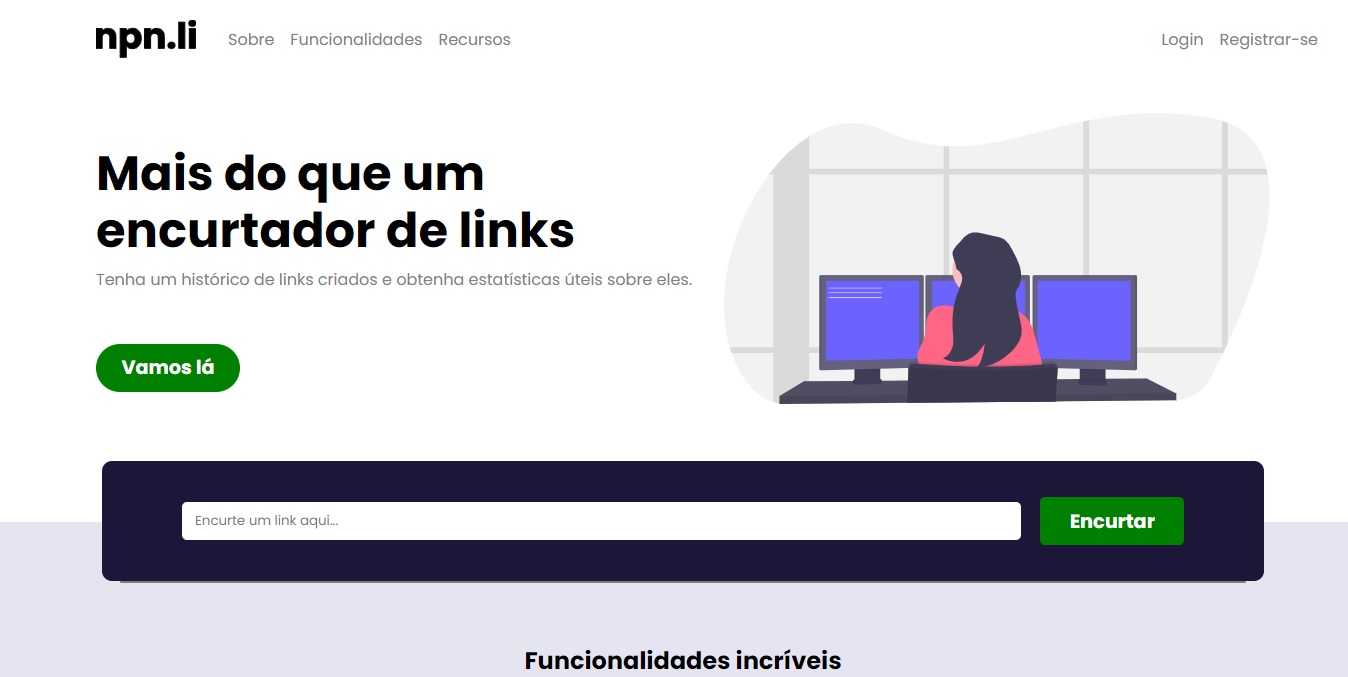 npn.li Sobre Funcionalidades Recursos Login Registrar-se
Mais do que um
encurtador de links
Tenha um histórico de links criados e obtenha estatísticas úteis sobre eles.
Vamos lá
Encurte um link aqui... Encurtar
Funcionalidades incríveis